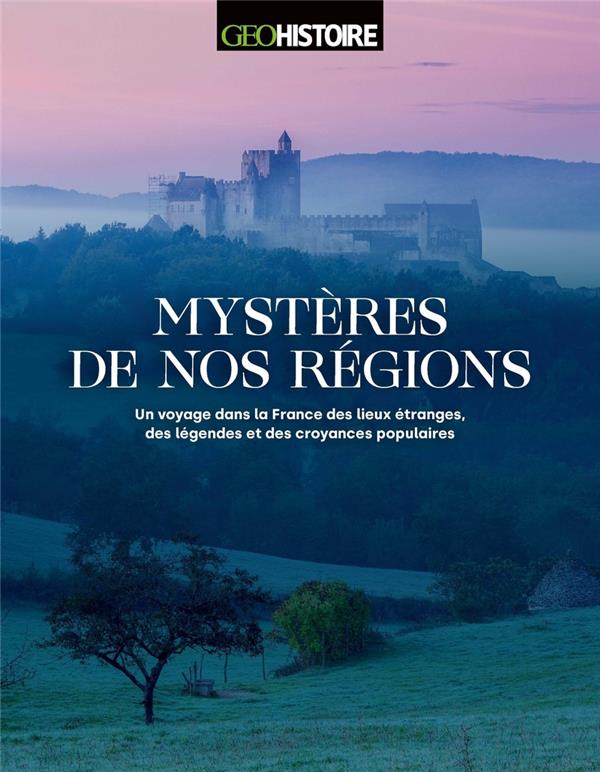 GEOHISTOIRE
MYSTÈRES
DE NOS RÉGIONS
Un voyage dans la France des lieux étranges,
des légendes et des croyances populaires